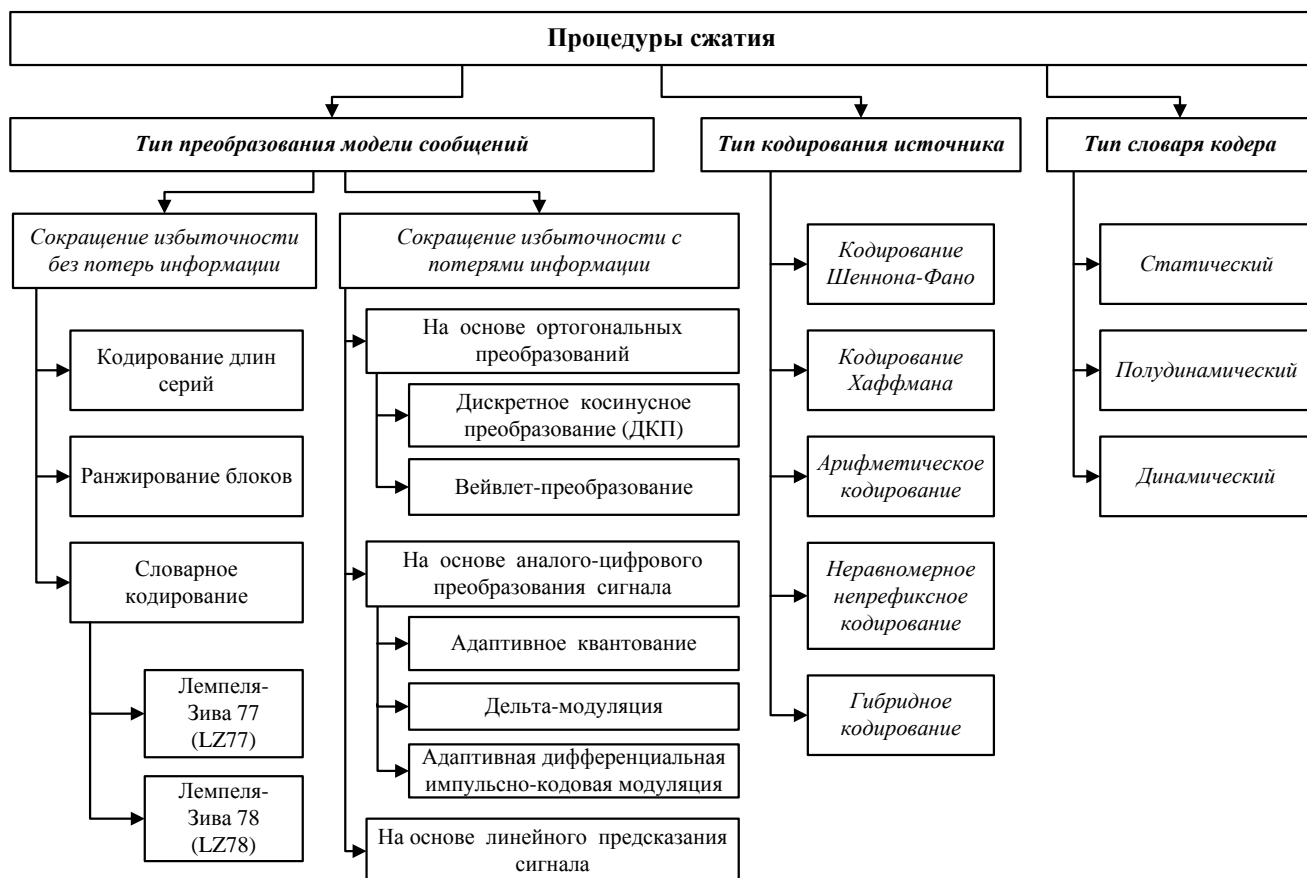 Процедуры сжатия
Тип преобразования модели сообщений
Тип кодирования источника
Тип словаря кодера
Сокращение избыточности
без потерь информации
Сокращение избыточности с
потерями информации
Кодирование длин
серий
Ранжирование блоков
Словарное
кодирование
Лемпеля-
Зива 77
(LZ77)
Лемпеля-
Зива 78
(LZ78)
На основе ортогональных
преобразований
Дискретное косинусное
преобразование (ДКП)
Вейвлет-преобразование
На основе аналого-цифрового
преобразования сигнала
Адаптивное квантование
Дельта-модуляция
Адаптивная дифференциальная
импульсно-кодовая модуляция
На основе линейного предсказания
сигнала
Кодирование
Шеннона-Фано
Кодирование
Хаффмана
Арифметическое
кодирование
Неравномерное
непрефиксное
кодирование
Гибридное
кодирование
Статический
Полудинамический
Динамический